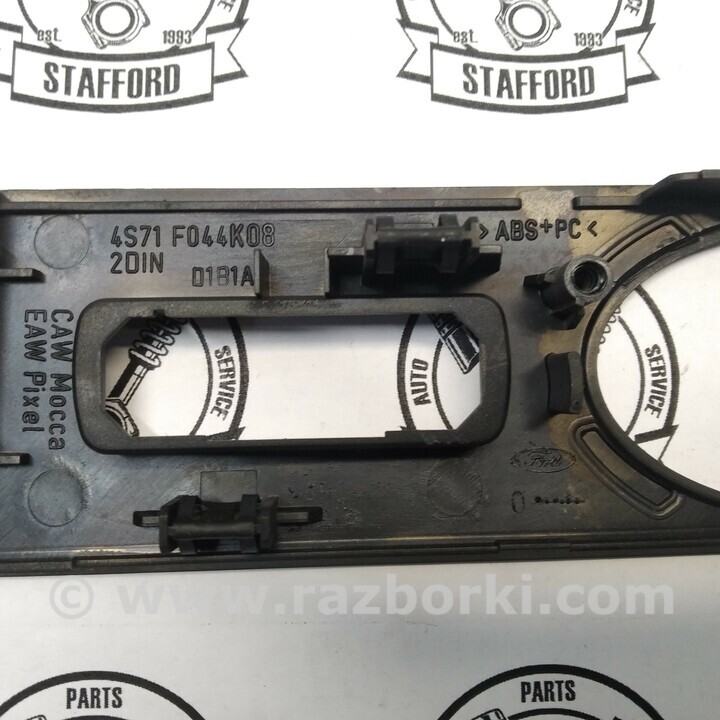 est. 1993
STAFFORD
est. 1993
STAFFORD
4S71 F044K08
2DIN
D1B1A
>ABS+PC<
CAW Mocca
EAW Pixel
SERVICE
AUTO
SERVICE
Ford
© www.razborki.com
PARTS
PARTS